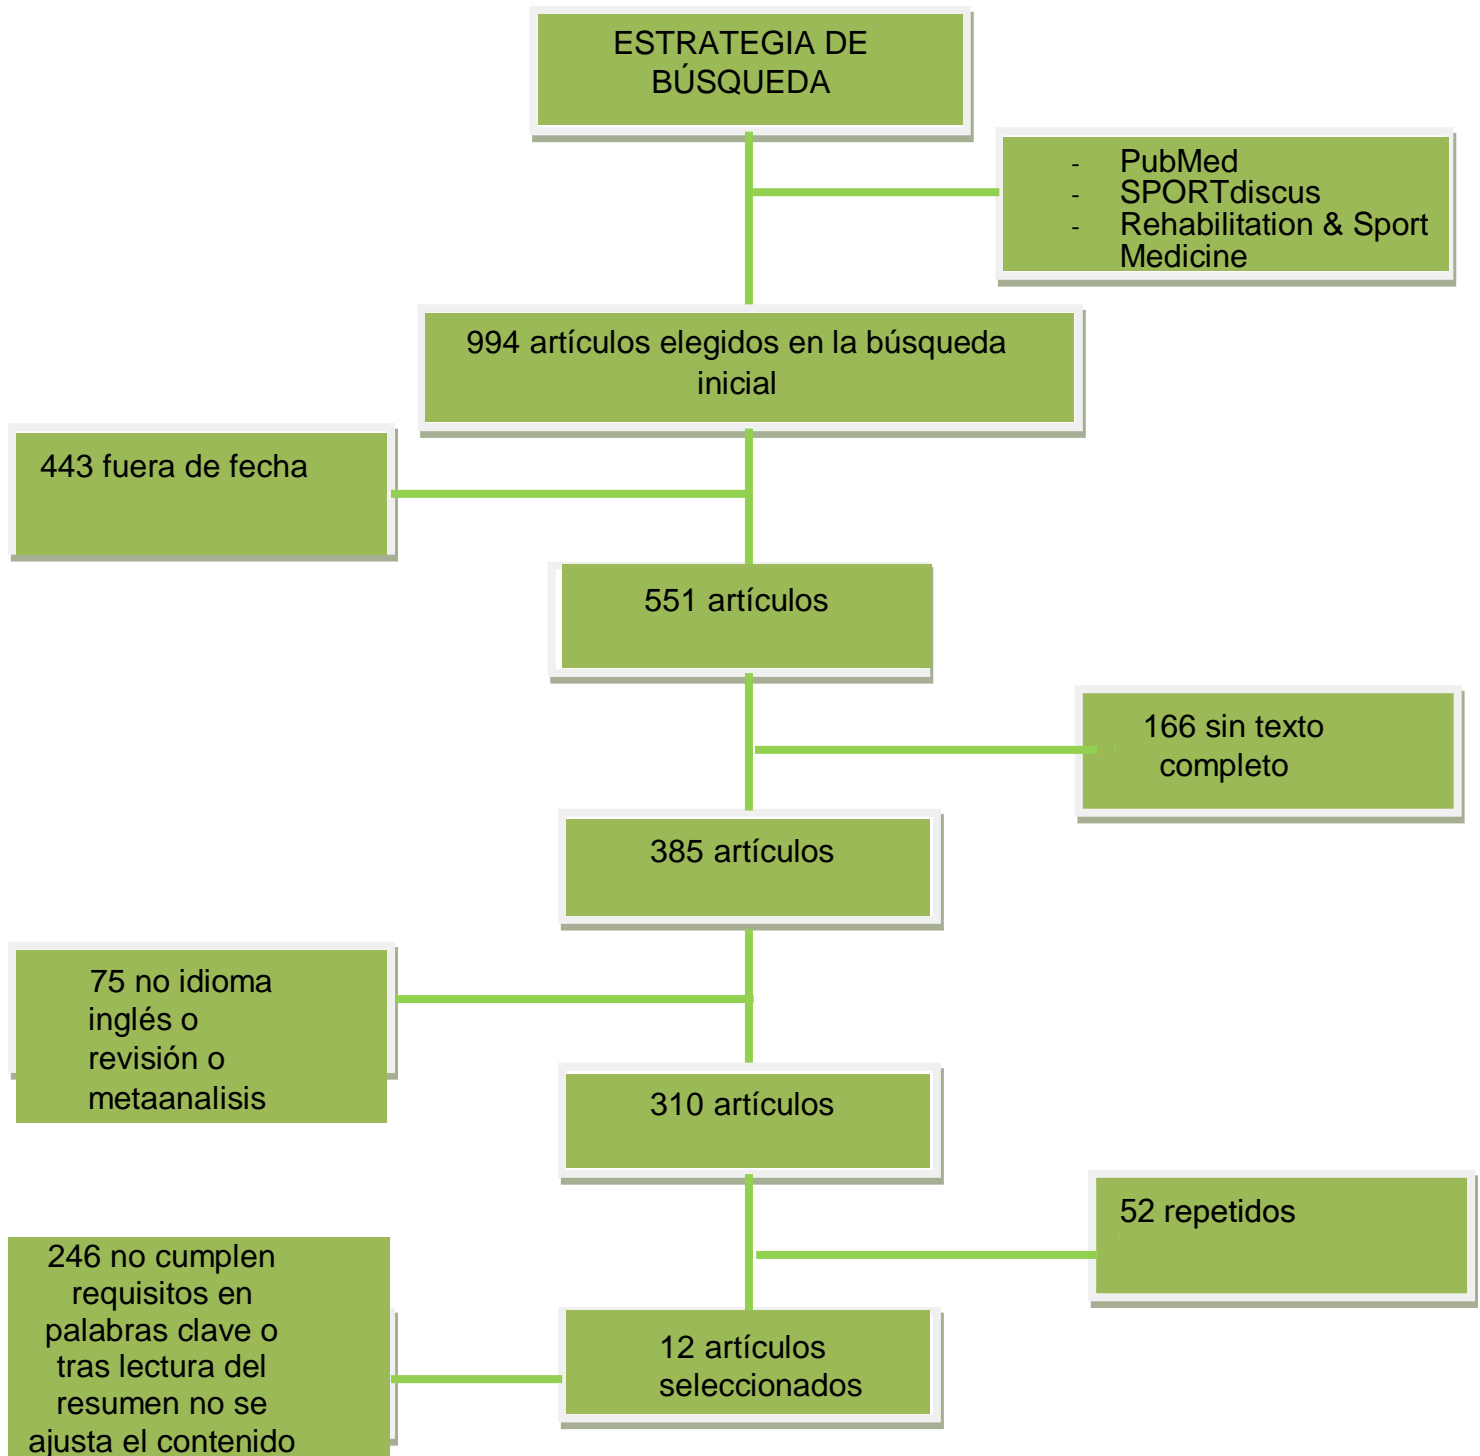 ESTRATEGIA DE
BÚSQUEDA
- PubMed
- SPORTdiscus
- Rehabilitation & Sport
Medicine
994 artículos elegidos en la búsqueda
inicial
443 fuera de fecha
551 artículos
166 sin texto
completo
385 artículos
75 no idioma
inglés o
revisión o
metaanalisis
310 artículos
52 repetidos
246 no cumplen
requisitos en
palabras clave o
tras lectura del
resumen no se
ajusta el contenido
12 artículos
seleccionados